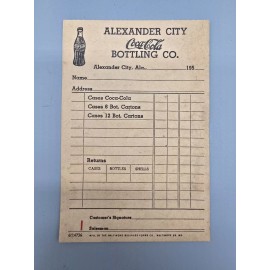 ALEXANDER CITY
Coca-Cola
BOTTLING CO.
Alexander City, Ala., 195
Name
Address
Cases Coca-Cola
Cases 6 Bot. Cartons
Cases 12 Bot. Cartons
Returns
CASES BOTTLES SHELLS
Customer's Signature
Salesman